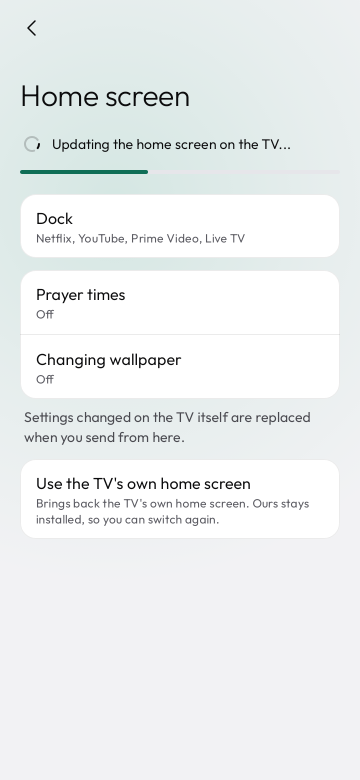 Home screen
Updating the home screen on the TV...
Dock
Netflix, YouTube, Prime Video, Live TV
Prayer times
Off
Changing wallpaper
Off
Settings changed on the TV itself are replaced
when you send from here.
Use the TV's own home screen
Brings back the TV's own home screen. Ours stays
installed, so you can switch again.